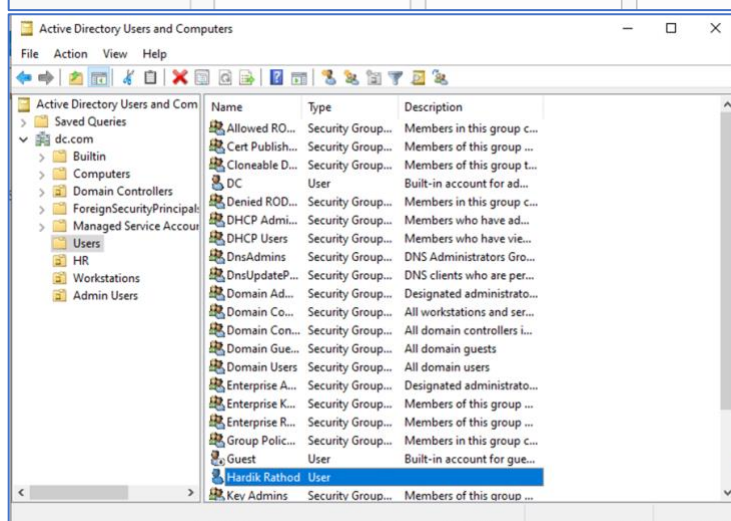 Active Directory Users and Computers
File Action View Help
Active Directory Users and Com
Saved Queries
dc.com
Builtin
Computers
Domain Controllers
ForeignSecurityPrincipals
Managed Service Accour
Users
HR
Workstations
Admin Users
Name Type Description
Allowed RO... Security Group... Members in this group c...
Cert Publish... Security Group... Members of this group ...
Cloneable D... Security Group... Members of this group t...
DC User Built-in account for ad...
Denied ROD... Security Group... Members in this group c...
DHCP Admi... Security Group... Members who have ad...
DHCP Users Security Group... Members who have vie...
DnsAdmins Security Group... DNS Administrators Gro...
DnsUpdateP... Security Group... DNS clients who are per...
Domain Ad... Security Group... Designated administrato...
Domain Co... Security Group... All workstations and ser...
Domain Con... Security Group... All domain controllers i...
Domain Gue... Security Group... All domain guests
Domain Users Security Group... All domain users
Enterprise A... Security Group... Designated administrato...
Enterprise K... Security Group... Members of this group ...
Enterprise R... Security Group... Members of this group ...
Group Polic... Security Group... Members in this group c...
Guest User Built-in account for gue...
Hardik Rathod User
Key Admins Security Group... Members of this group ...